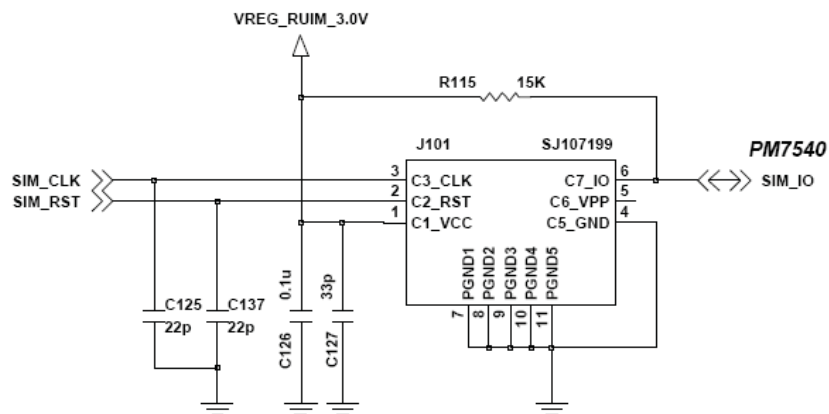 VREG_RUIM_3.0V
R115 15K
J101 SJ107199
PM7540
SIM_CLK 3 C3_CLK C7_IO 6 SIM_IO
SIM_RST 2 C2_RST C6_VPP 5
1 C1_VCC C5_GND 4
PGND1
PGND2
PGND3
PGND4
PGND5
7
8
9
10
11
C125
22p
C137
22p
0.1u
C126
33p
C127